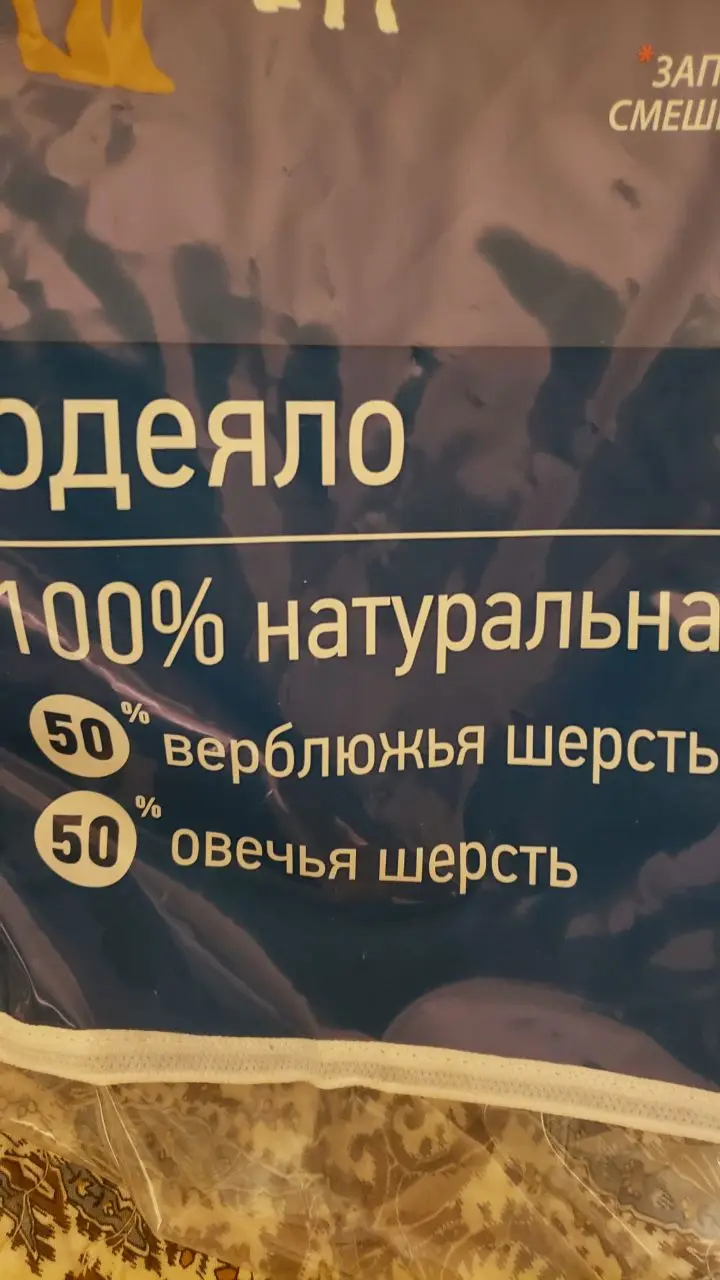 *ЗАП
СМЕШ
одеяло
100% натуральна
50% верблюжья шерсть
50% овечья шерсть